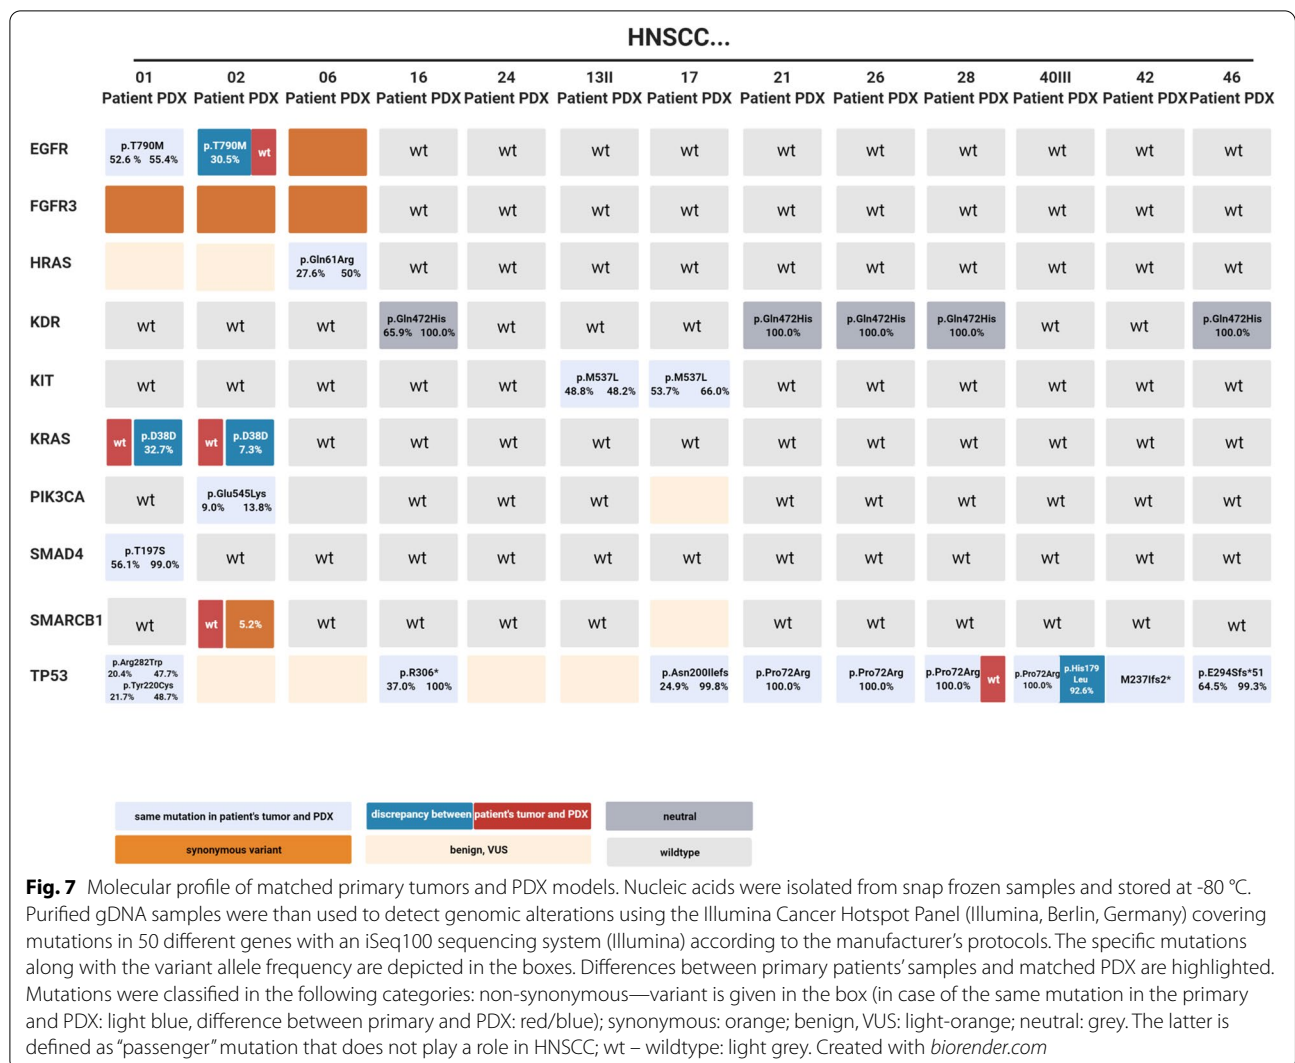 HNSCC...
01 02 06 16 24 13II 17 21 26 28 40III 42 46
Patient PDX Patient PDX Patient PDX Patient PDX Patient PDX Patient PDX Patient PDX Patient PDX Patient PDX Patient PDX Patient PDX Patient PDX Patient PDX
EGFR
p.T790M
52.6 % 55.4%
p.T790M
30.5%
wt
wt wt wt wt wt wt wt wt wt wt
FGFR3
wt wt wt wt wt wt wt wt wt wt
HRAS
p.Gln61Arg
27.6% 50%
wt wt wt wt wt wt wt wt wt wt
KDR
wt wt wt
p.Gln472His
65.9% 100.0%
wt wt wt
p.Gln472His
100.0%
p.Gln472His
100.0%
p.Gln472His
100.0%
wt wt
p.Gln472His
100.0%
KIT
wt wt wt wt wt
p.M537L
48.8% 48.2%
p.M537L
53.7% 66.0%
wt wt wt wt wt wt
KRAS
wt
p.D38D
32.7%
wt
p.D38D
7.3%
wt wt wt wt wt wt wt wt wt wt wt
PIK3CA
wt
p.Glu545Lys
9.0% 13.8%
wt wt wt wt wt wt wt wt wt
SMAD4
p.T197S
56.1% 99.0%
wt wt wt wt wt wt wt wt wt wt wt wt
SMARCB1
wt
wt
5.2%
wt wt wt wt wt wt wt wt wt wt
TP53
p.Arg282Trp
20.4% 47.7%
p.Tyr220Cys
21.7% 48.7%
p.R306*
37.0% 100%
p.Asn200Ilefs
24.9% 99.8%
p.Pro72Arg
100.0%
p.Pro72Arg
100.0%
p.Pro72Arg
100.0%
wt
p.Pro72Arg
100.0%
p.His179
Leu
92.6%
M237Ifs2*
p.E294Sfs*51
64.5% 99.3%
same mutation in patient's tumor and PDX
discrepancy between patient's tumor and PDX
neutral
synonymous variant
benign, VUS
wildtype
Fig. 7 Molecular profile of matched primary tumors and PDX models. Nucleic acids were isolated from snap frozen samples and stored at -80 °C.
Purified gDNA samples were than used to detect genomic alterations using the Illumina Cancer Hotspot Panel (Illumina, Berlin, Germany) covering
mutations in 50 different genes with an iSeq100 sequencing system (Illumina) according to the manufacturer's protocols. The specific mutations
along with the variant allele frequency are depicted in the boxes. Differences between primary patients' samples and matched PDX are highlighted.
Mutations were classified in the following categories: non-synonymous—variant is given in the box (in case of the same mutation in the primary
and PDX: light blue, difference between primary and PDX: red/blue); synonymous: orange; benign, VUS: light-orange; neutral: grey. The latter is
defined as "passenger" mutation that does not play a role in HNSCC; wt – wildtype: light grey. Created with biorender.com